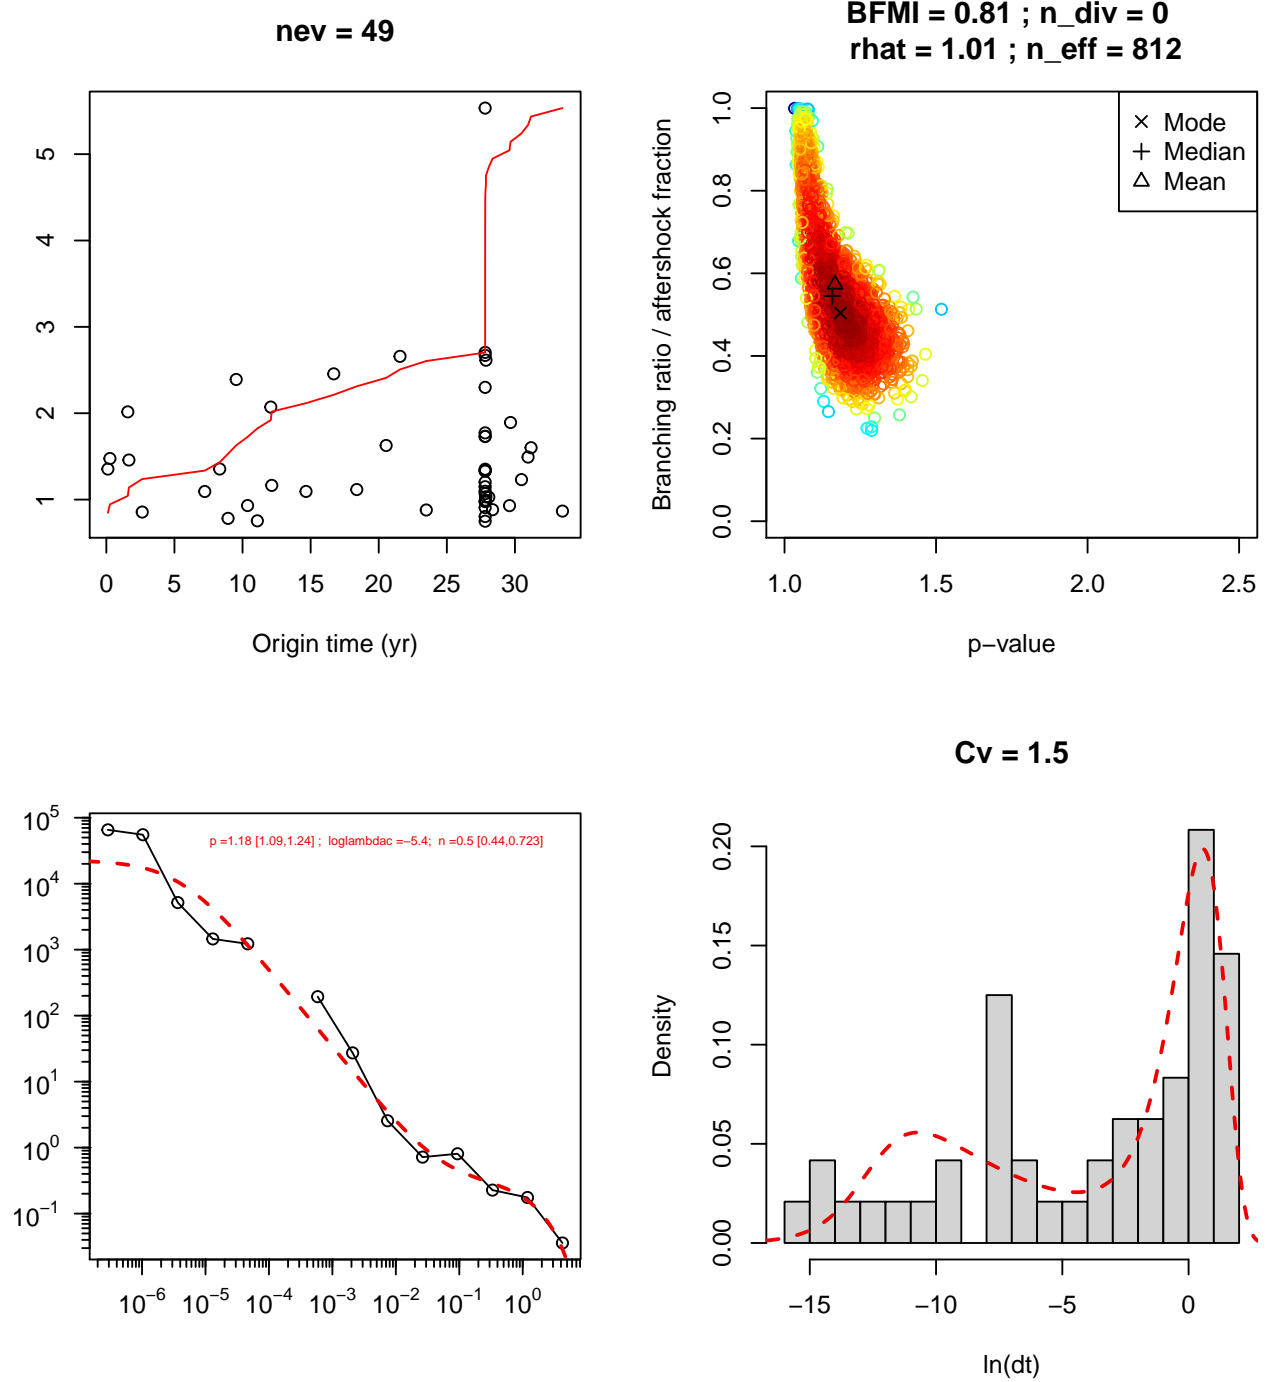 nev = 49
5
4
3
2
1
0 5 10 15 20 25 30
Origin time (yr)
BFMI = 0.81 ; n_div = 0
rhat = 1.01 ; n_eff = 812
Branching ratio / aftershock fraction
1.0
0.8
0.6
0.4
0.2
0.0
Mode
Median
Mean
1.0 1.5 2.0 2.5
p−value
10^5
10^4
10^3
10^2
10^1
10^0
10^−1
p =1.18 [1.09,1.24] ; loglambdac =−5.4; n =0.5 [0.44,0.723]
10^−6 10^−5 10^−4 10^−3 10^−2 10^−1 10^0
Cv = 1.5
Density
0.20
0.15
0.10
0.05
0.00
−15 −10 −5 0
ln(dt)